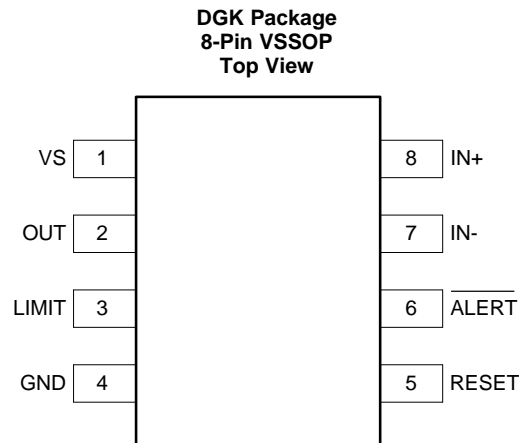 DGK Package
8-Pin VSSOP
Top View
VS 1
8 IN+
OUT 2
7 IN-
LIMIT 3
6 ALERT
GND 4
5 RESET